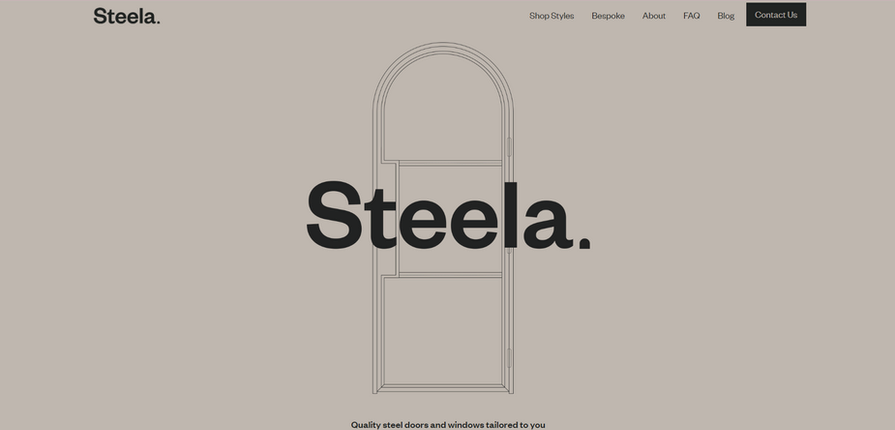 Steela.
Shop Styles Bespoke About FAQ Blog Contact Us
Steela.
Quality steel doors and windows tailored to you